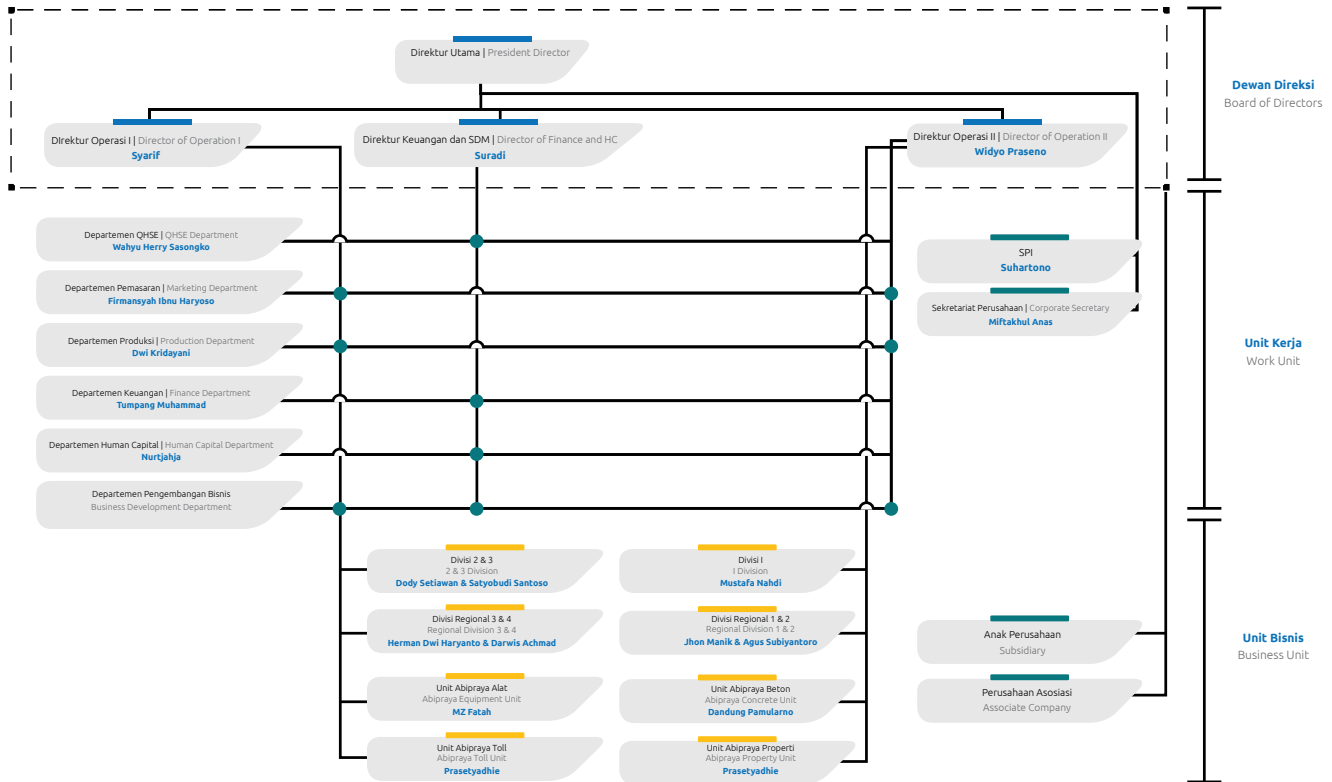 Direktur Utama | President Director
DIrektur Operasi I | Director of Operation I
Syarif
Direktur Keuangan dan SDM | Director of Finance and HC
Suradi
Direktur Operasi II | Director of Operation II
Widyo Praseno
Dewan Direksi
Board of Directors
Departemen QHSE | QHSE Department
Wahyu Herry Sasongko
Departemen Pemasaran | Marketing Department
Firmansyah Ibnu Haryoso
Departemen Produksi | Production Department
Dwi Kridayani
Departemen Keuangan | Finance Department
Tumpang Muhammad
Departemen Human Capital | Human Capital Department
Nurtjahja
Departemen Pengembangan Bisnis
Business Development Department
SPI
Suhartono
Sekretariat Perusahaan | Corporate Secretary
Miftakhul Anas
Unit Kerja
Work Unit
Divisi 2 & 3
2 & 3 Division
Dody Setiawan & Satyobudi Santoso
Divisi I
I Division
Mustafa Nahdi
Divisi Regional 3 & 4
Regional Division 3 & 4
Herman Dwi Haryanto & Darwis Achmad
Divisi Regional 1 & 2
Regional Division 1 & 2
Jhon Manik & Agus Subiyantoro
Unit Abipraya Alat
Abipraya Equipment Unit
MZ Fatah
Unit Abipraya Beton
Abipraya Concrete Unit
Dandung Pamularno
Unit Abipraya Toll
Abipraya Toll Unit
Prasetyadhie
Unit Abipraya Properti
Abipraya Property Unit
Prasetyadhie
Anak Perusahaan
Subsidiary
Perusahaan Asosiasi
Associate Company
Unit Bisnis
Business Unit